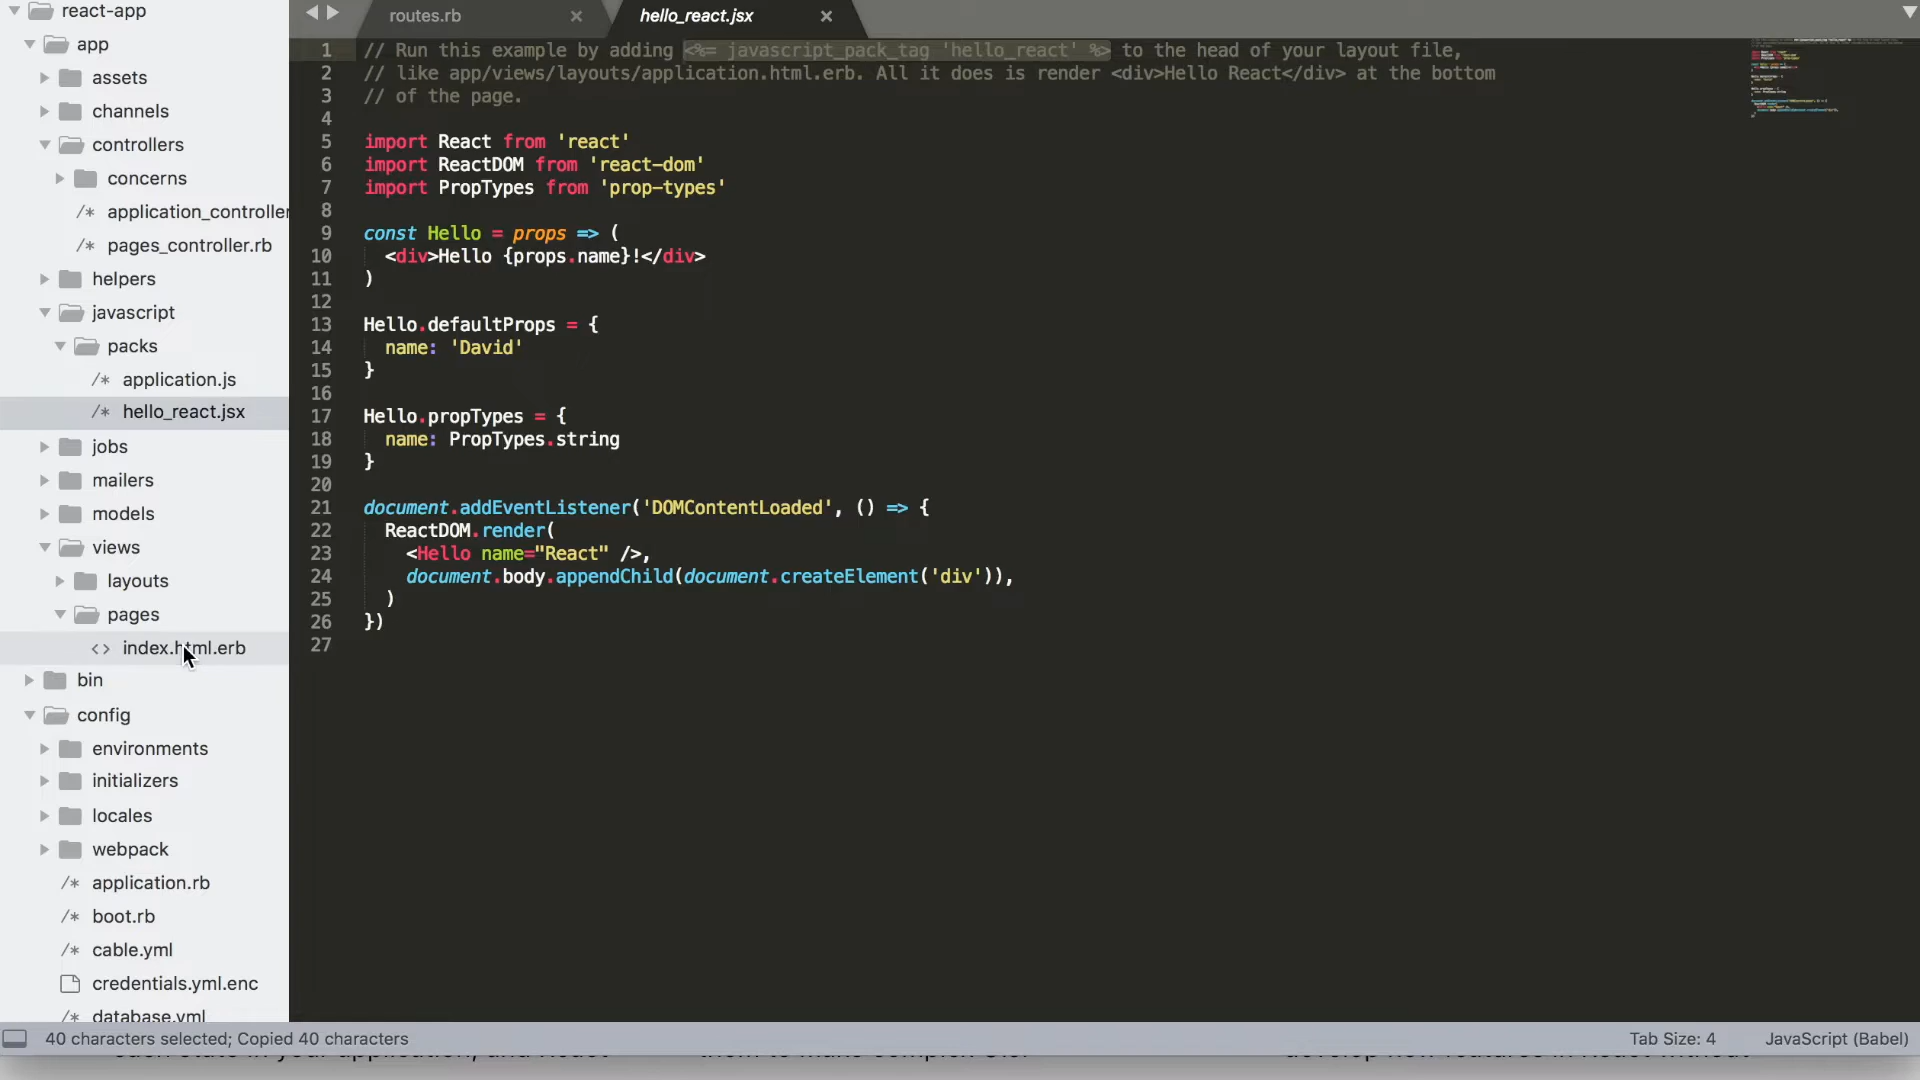 react-app
app
assets
channels
controllers
concerns
/* application_controller
/* pages_controller.rb
helpers
javascript
packs
/* application.js
/* hello_react.jsx
jobs
mailers
models
views
layouts
pages
<> index.html.erb
bin
config
environments
initializers
locales
webpack
/* application.rb
/* boot.rb
/* cable.yml
credentials.yml.enc
/* database.yml
routes.rb ×
hello_react.jsx ×
1 // Run this example by adding <%= javascript_pack_tag 'hello_react' %> to the head of your layout file,
2 // like app/views/layouts/application.html.erb. All it does is render <div>Hello React</div> at the bottom
3 // of the page.
4
5 import React from 'react'
6 import ReactDOM from 'react-dom'
7 import PropTypes from 'prop-types'
8
9 const Hello = props => (
10   <div>Hello {props.name}!</div>
11 )
12
13 Hello.defaultProps = {
14   name: 'David'
15 }
16
17 Hello.propTypes = {
18   name: PropTypes.string
19 }
20
21 document.addEventListener('DOMContentLoaded', () => {
22   ReactDOM.render(
23     <Hello name="React" />,
24     document.body.appendChild(document.createElement('div')),
25   )
26 })
27
40 characters selected; Copied 40 characters
Tab Size: 4
JavaScript (Babel)